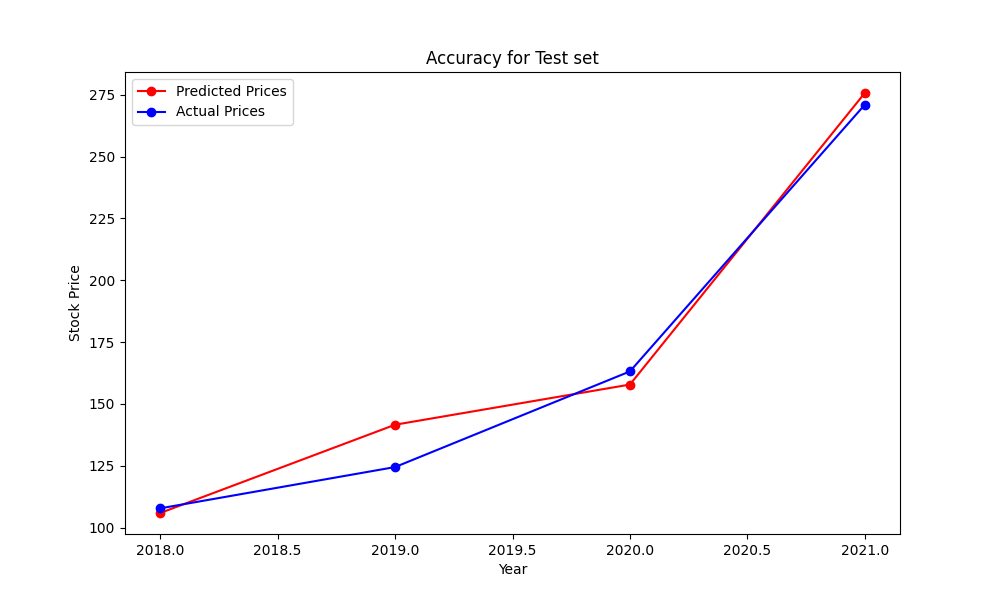 Accuracy for Test set
Predicted Prices
Actual Prices
275
250
225
200
175
150
125
100
Stock Price
2018.0 2018.5 2019.0 2019.5 2020.0 2020.5 2021.0
Year